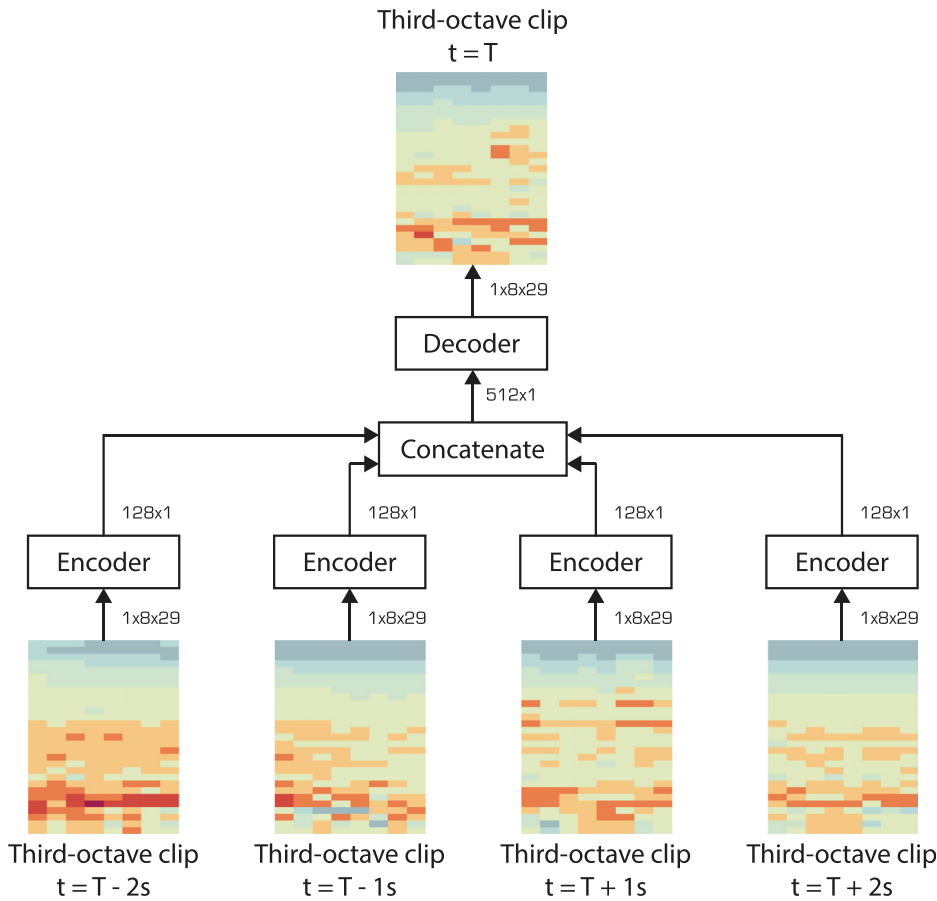 Third-octave clip
t = T
1x8x29
Decoder
512x1
Concatenate
128x1 128x1 128x1 128x1
Encoder Encoder Encoder Encoder
1x8x29 1x8x29 1x8x29 1x8x29
Third-octave clip Third-octave clip Third-octave clip Third-octave clip
t = T - 2s t = T - 1s t = T + 1s t = T + 2s